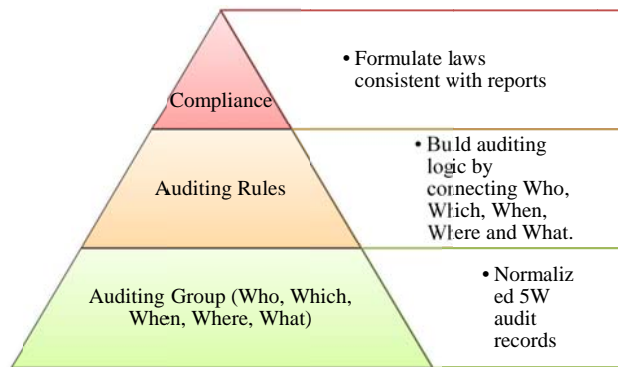 Compliance
• Formulate laws
consistent with reports
Auditing Rules
• Build auditing
logic by
connecting Who,
Which, When,
Where and What.
Auditing Group (Who, Which,
When, Where, What)
• Normaliz
ed 5W
audit
records